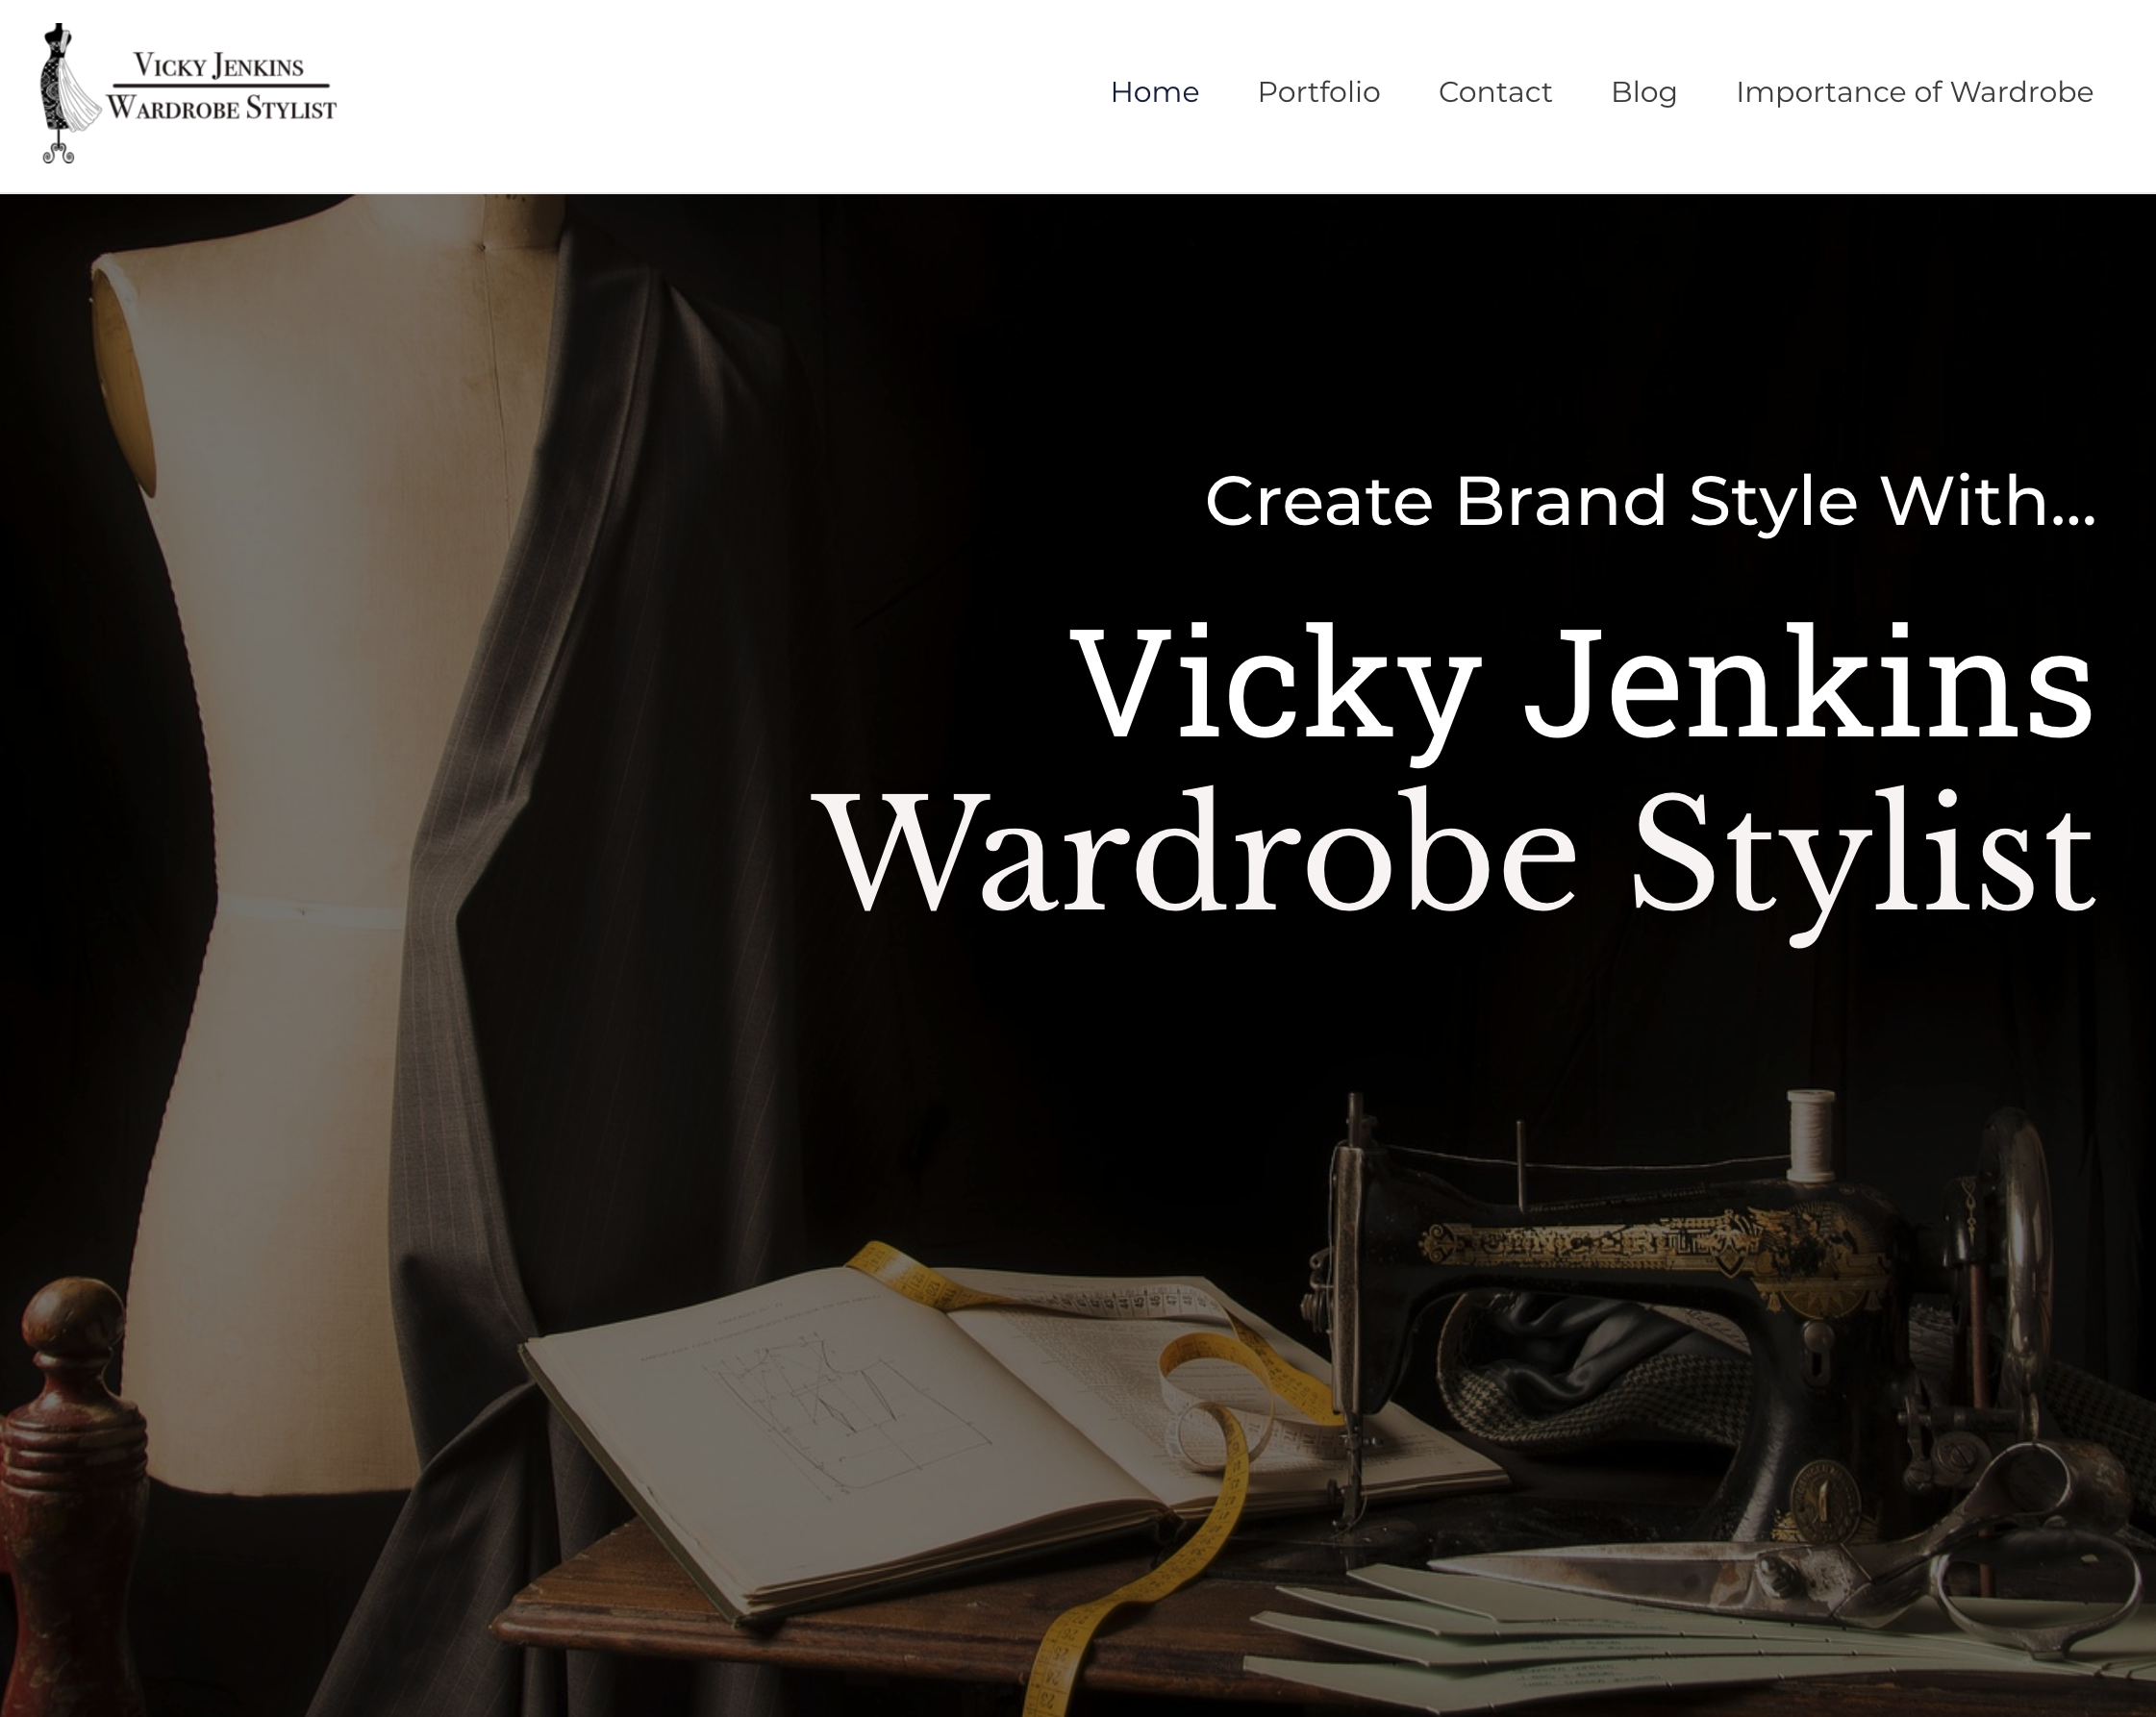 Vicky Jenkins
Wardrobe Stylist
Home Portfolio Contact Blog Importance of Wardrobe
Create Brand Style With...
Vicky Jenkins
Wardrobe Stylist